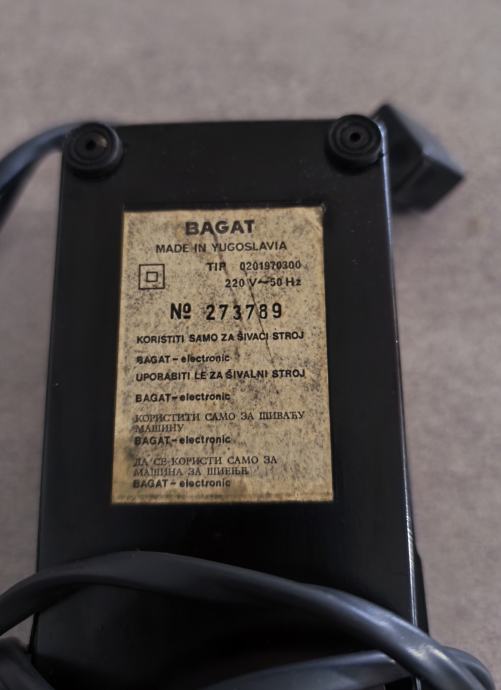 BAGAT
MADE IN YUGOSLAVIA
TIP 0201970300
220 V~50 Hz
№ 273789
KORISTITI SAMO ZA ŠIVAĆI STROJ
BAGAT-electronic
UPORABITI LE ZA ŠIVALNI STROJ
BAGAT-electronic
КОРИСТИТИ САМО ЗА ШИВАЋУ
МАШИНУ
BAGAT-electronic
ДА СЕ КОРИСТИ САМО ЗА
МАШИНА ЗА ШИЕЊЕ
BAGAT-electronic